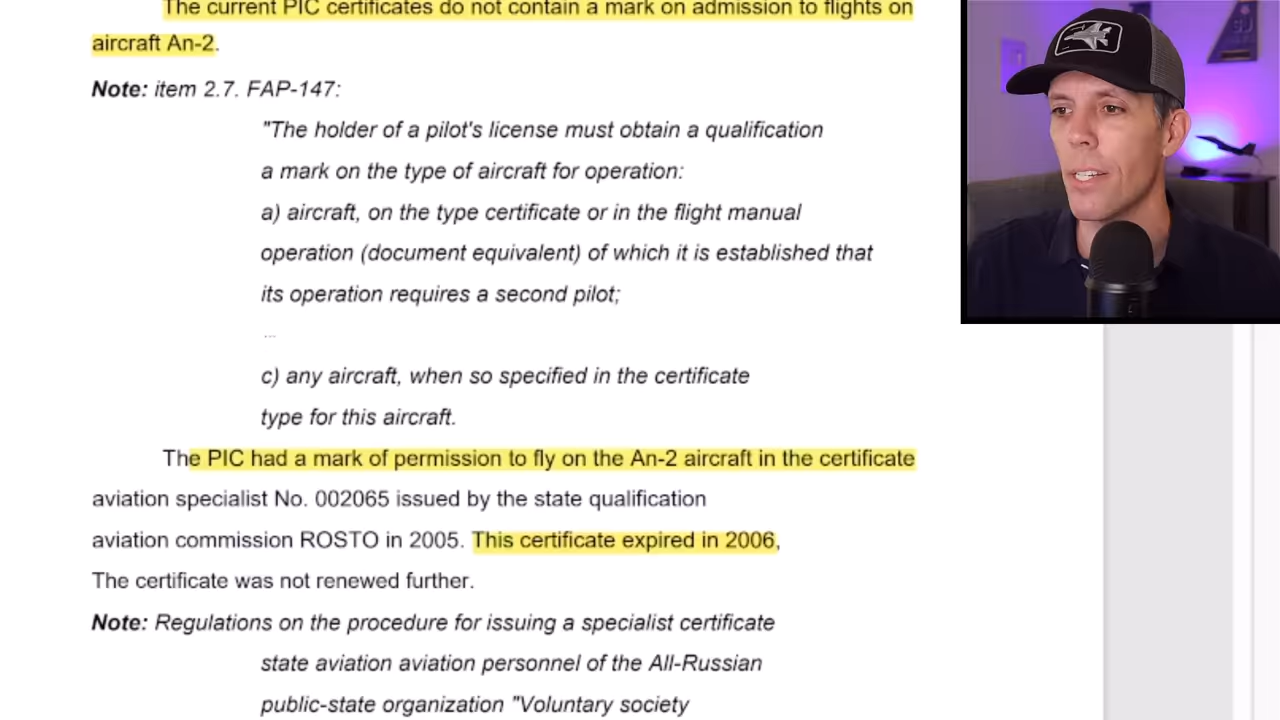 The current PIC certificates do not contain a mark on admission to flights on
aircraft An-2.
Note: item 2.7. FAP-147:
"The holder of a pilot's license must obtain a qualification
a mark on the type of aircraft for operation:
a) aircraft, on the type certificate or in the flight manual
operation (document equivalent) of which it is established that
its operation requires a second pilot;
...
c) any aircraft, when so specified in the certificate
type for this aircraft.
The PIC had a mark of permission to fly on the An-2 aircraft in the certificate
aviation specialist No. 002065 issued by the state qualification
aviation commission ROSTO in 2005. This certificate expired in 2006,
The certificate was not renewed further.
Note: Regulations on the procedure for issuing a specialist certificate
state aviation aviation personnel of the All-Russian
public-state organization "Voluntary society